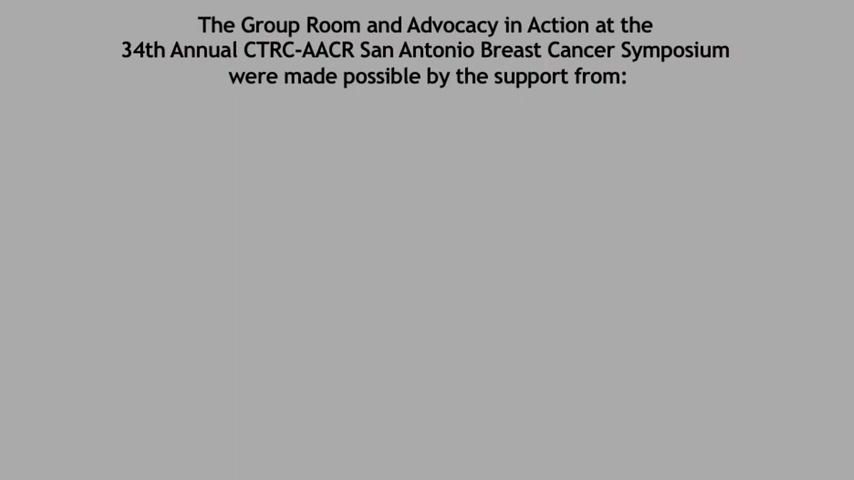 The Group Room and Advocacy in Action at the
34th Annual CTRC-AACR San Antonio Breast Cancer Symposium
were made possible by the support from: